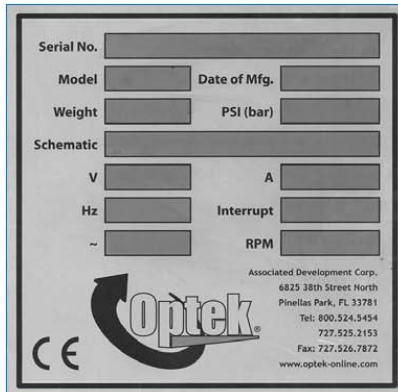 Serial No.
Model Date of Mfg.
Weight PSI (bar)
Schematic
V A
Hz Interrupt
~ RPM
Associated Development Corp.
6825 38th Street North
Pinellas Park, FL 33781
Tel: 800.524.5454
727.525.2153
Fax: 727.526.7872
www.optek-online.com
Optek®
CE